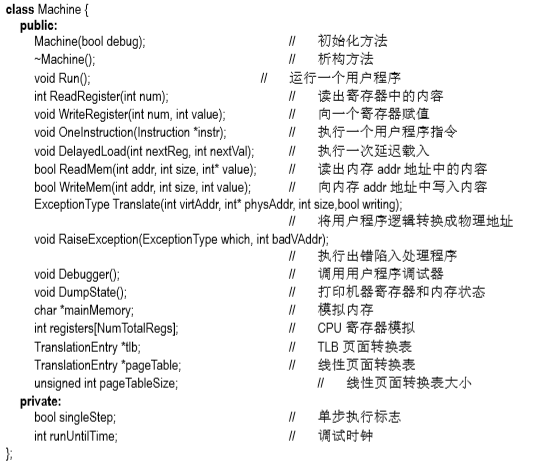 class Machine {
public:
Machine(bool debug); // 初始化方法
~Machine(); // 析构方法
void Run(); // 运行一个用户程序
int ReadRegister(int num); // 读出寄存器中的内容
void WriteRegister(int num, int value); // 向一个寄存器赋值
void OneInstruction(Instruction *instr); // 执行一个用户程序指令
void DelayedLoad(int nextReg, int nextVal); // 执行一次延迟载入
bool ReadMem(int addr, int size, int* value); // 读出内存 addr 地址中的内容
bool WriteMem(int addr, int size, int value); // 向内存 addr 地址中写入内容
ExceptionType Translate(int virtAddr, int* physAddr, int size,bool writing);
// 将用户程序逻辑转换成物理地址
void RaiseException(ExceptionType which, int badVAddr);
// 执行出错陷入处理程序
void Debugger(); // 调用用户程序调试器
void DumpState(); // 打印机器寄存器和内存状态
char *mainMemory; // 模拟内存
int registers[NumTotalRegs]; // CPU 寄存器模拟
TranslationEntry *tlb; // TLB 页面转换表
TranslationEntry *pageTable; // 线性页面转换表
unsigned int pageTableSize; // 线性页面转换表大小
private:
bool singleStep; // 单步执行标志
int runUntilTime; // 调试时钟
};